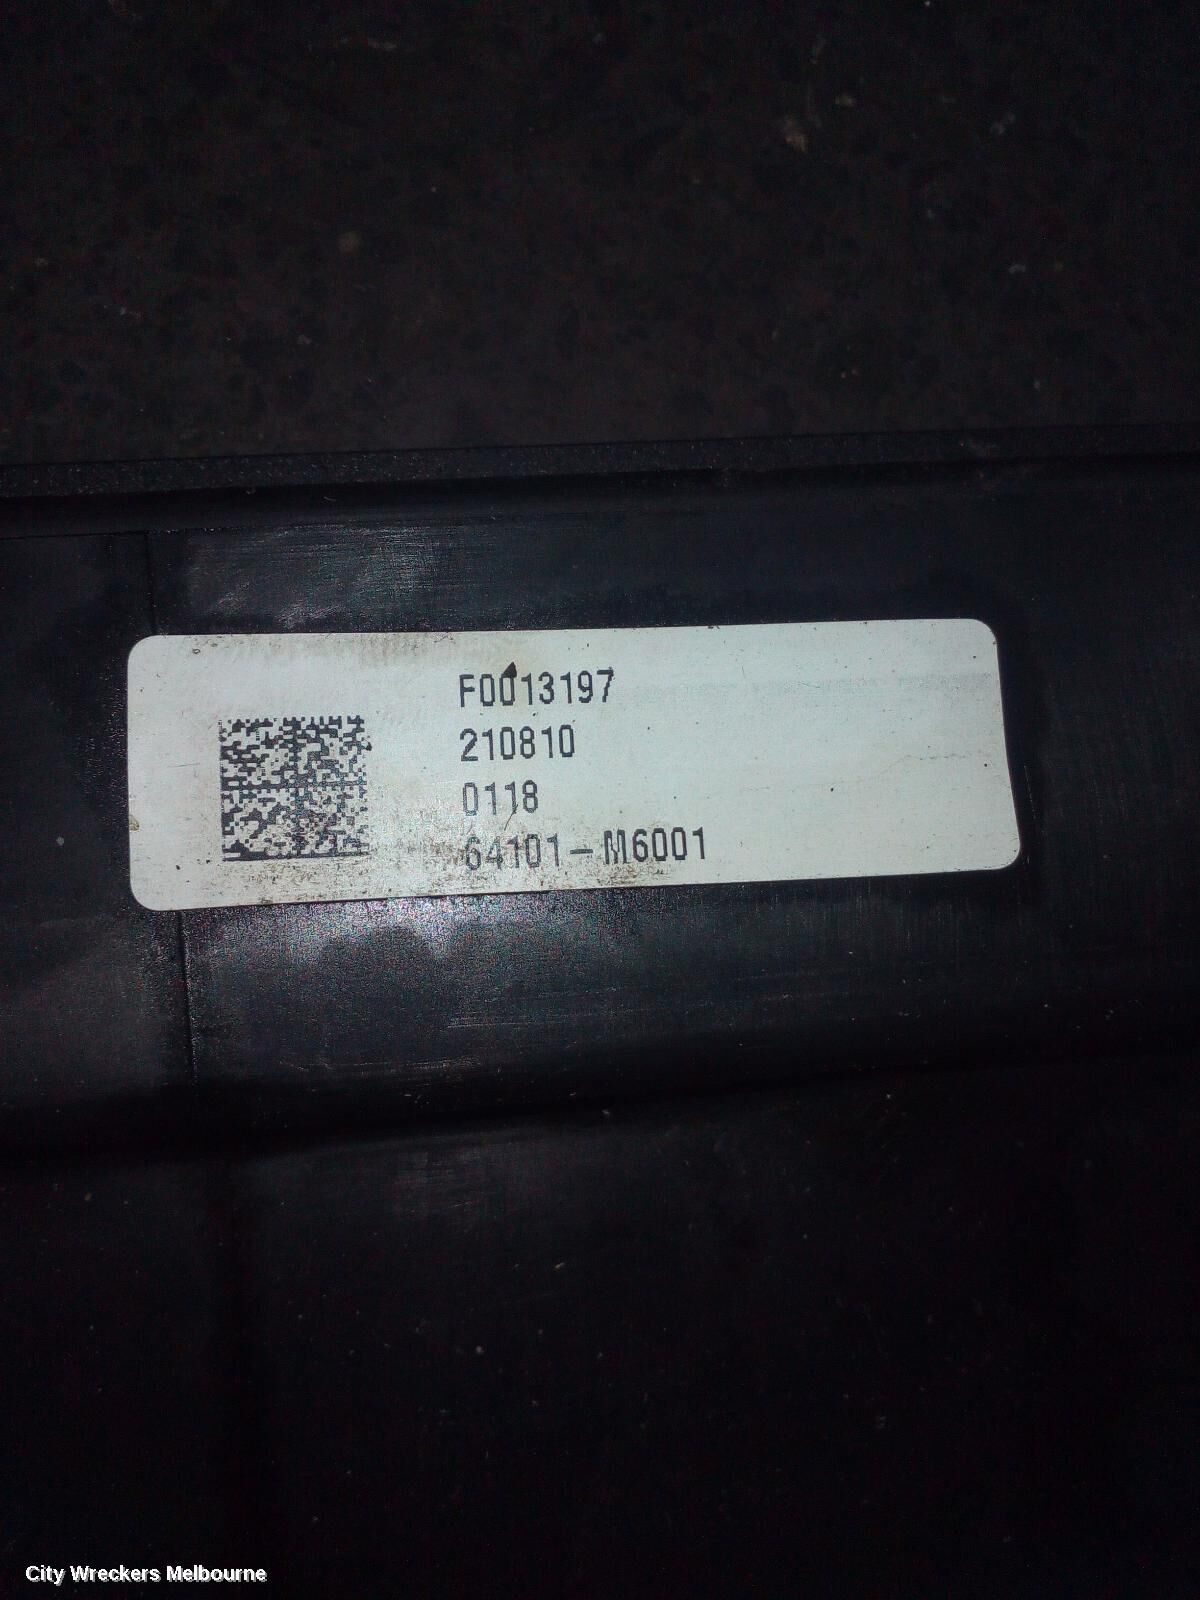 F0013197
210810
0118
64101-M6001
City Wreckers Melbourne